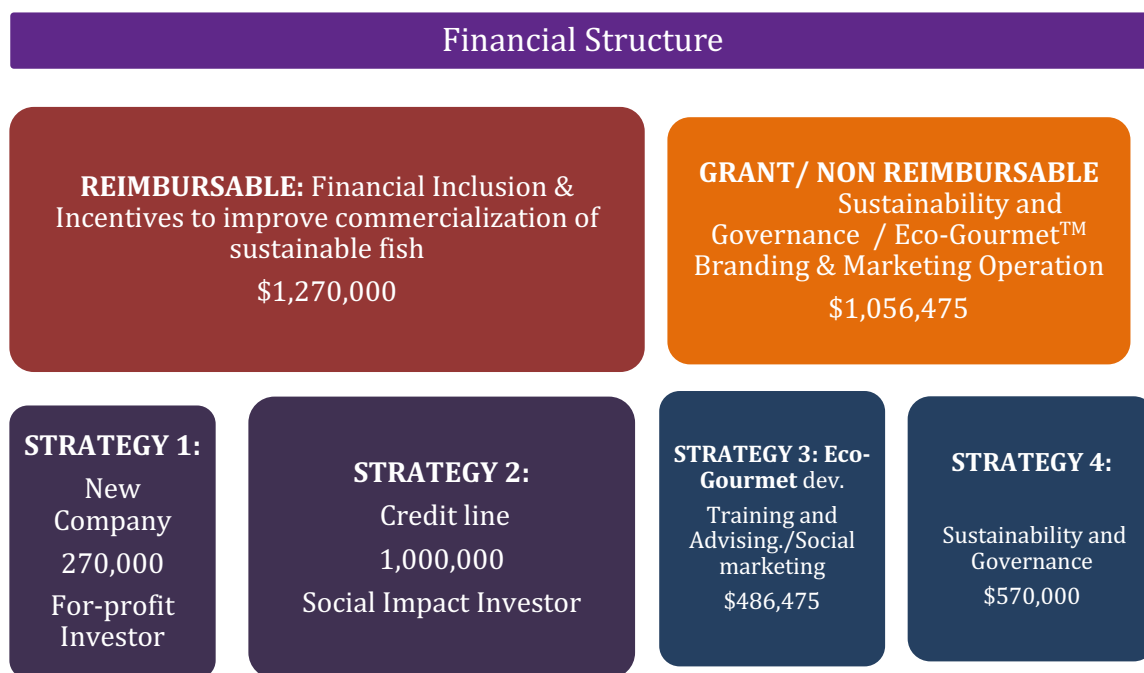 Financial Structure
REIMBURSABLE: Financial Inclusion &
Incentives to improve commercialization of
sustainable fish
$1,270,000
GRANT/ NON REIMBURSABLE
Sustainability and
Governance / Eco-Gourmet™
Branding & Marketing Operation
$1,056,475
STRATEGY 1:
New
Company
270,000
For-profit
Investor
STRATEGY 2:
Credit line
1,000,000
Social Impact Investor
STRATEGY 3: Eco-
Gourmet dev.
Training and
Advising./Social
marketing
$486,475
STRATEGY 4:
Sustainability and
Governance
$570,000